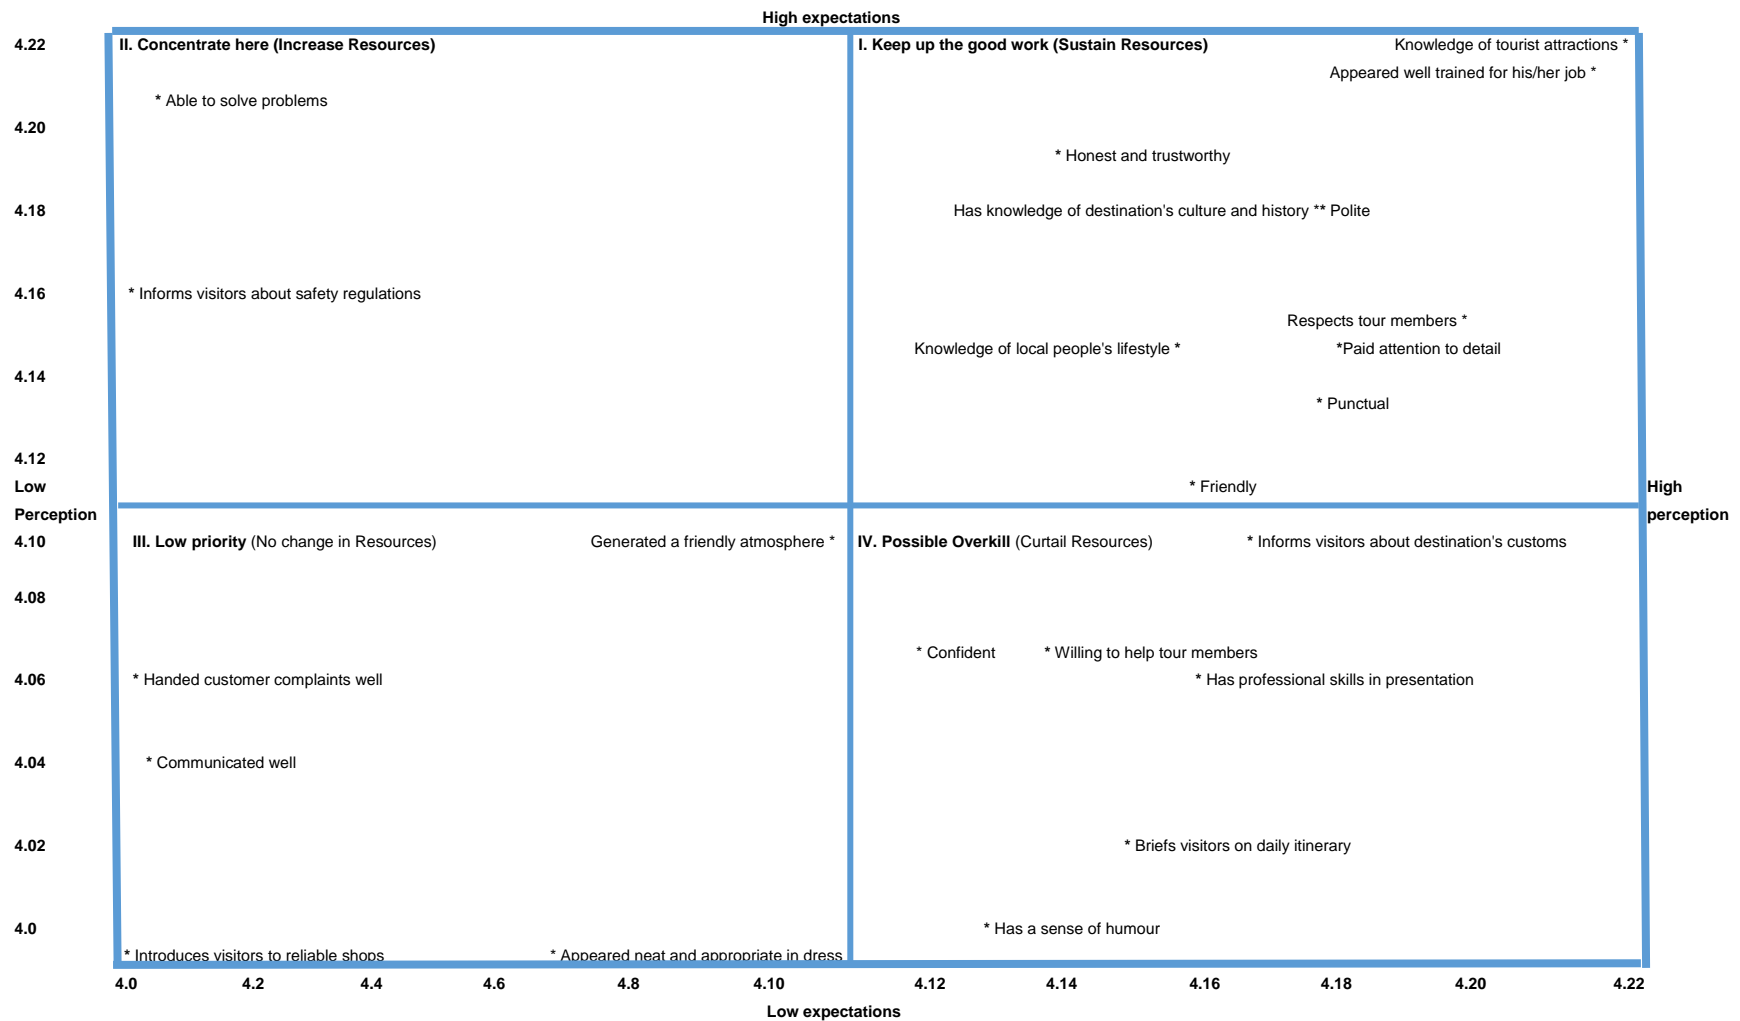 High expectations
4.22 II. Concentrate here (Increase Resources) I. Keep up the good work (Sustain Resources) Knowledge of tourist attractions *
Appeared well trained for his/her job *
* Able to solve problems
4.20
* Honest and trustworthy
4.18 Has knowledge of destination's culture and history ** Polite
4.16 * Informs visitors about safety regulations
Respects tour members *
Knowledge of local people's lifestyle * *Paid attention to detail
4.14
* Punctual
4.12
Low * Friendly High
Perception perception
4.10 III. Low priority (No change in Resources) Generated a friendly atmosphere * IV. Possible Overkill (Curtail Resources) * Informs visitors about destination's customs
4.08
* Confident * Willing to help tour members
4.06 * Handed customer complaints well * Has professional skills in presentation
4.04 * Communicated well
4.02 * Briefs visitors on daily itinerary
4.0 * Has a sense of humour
* Introduces visitors to reliable shops * Appeared neat and appropriate in dress
4.0 4.2 4.4 4.6 4.8 4.10 4.12 4.14 4.16 4.18 4.20 4.22
Low expectations